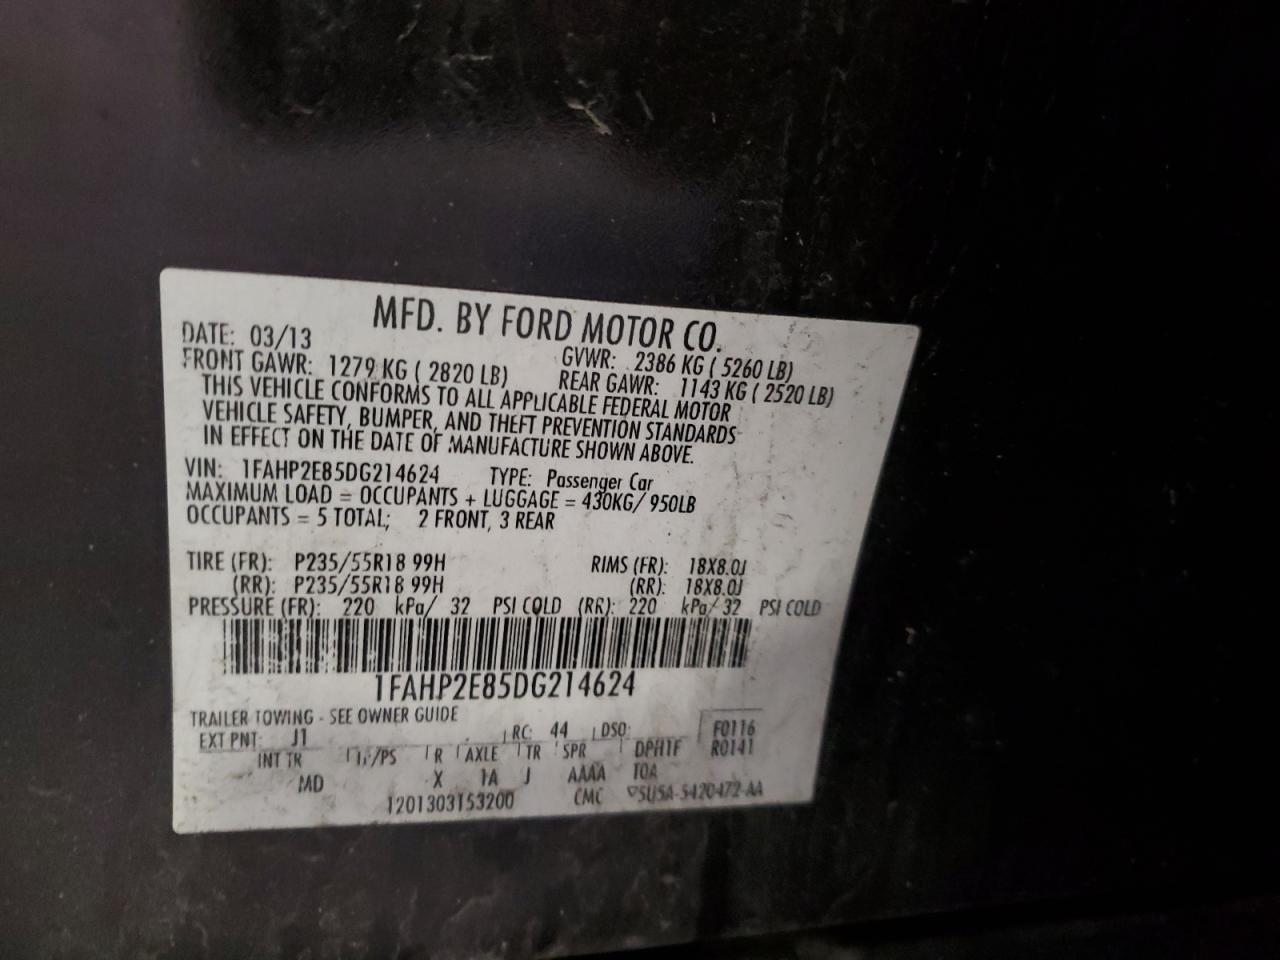 MFD. BY FORD MOTOR CO.
DATE: 03/13 GVWR: 2386 KG ( 5260 LB)
FRONT GAWR: 1279 KG ( 2820 LB) REAR GAWR: 1143 KG ( 2520 LB)
THIS VEHICLE CONFORMS TO ALL APPLICABLE FEDERAL MOTOR
VEHICLE SAFETY, BUMPER, AND THEFT PREVENTION STANDARDS
IN EFFECT ON THE DATE OF MANUFACTURE SHOWN ABOVE.
VIN: 1FAHP2E85DG214624 TYPE: Passenger Car
MAXIMUM LOAD = OCCUPANTS + LUGGAGE = 430KG/ 950LB
OCCUPANTS = 5 TOTAL; 2 FRONT, 3 REAR
TIRE (FR): P235/55R18 99H RIMS (FR): 18X8.0J
(RR): P235/55R18 99H (RR): 18X8.0J
PRESSURE (FR): 220 kPa/ 32 PSI COLD (RR): 220 kPa/ 32 PSI COLD
1FAHP2E85DG214624
TRAILER TOWING - SEE OWNER GUIDE
EXT PNT: J1 RC: 44 DSO: F0116
INT TR /PS R AXLE TR SPR R0141
MD X 1A J AAAA
1201303153200 CMC